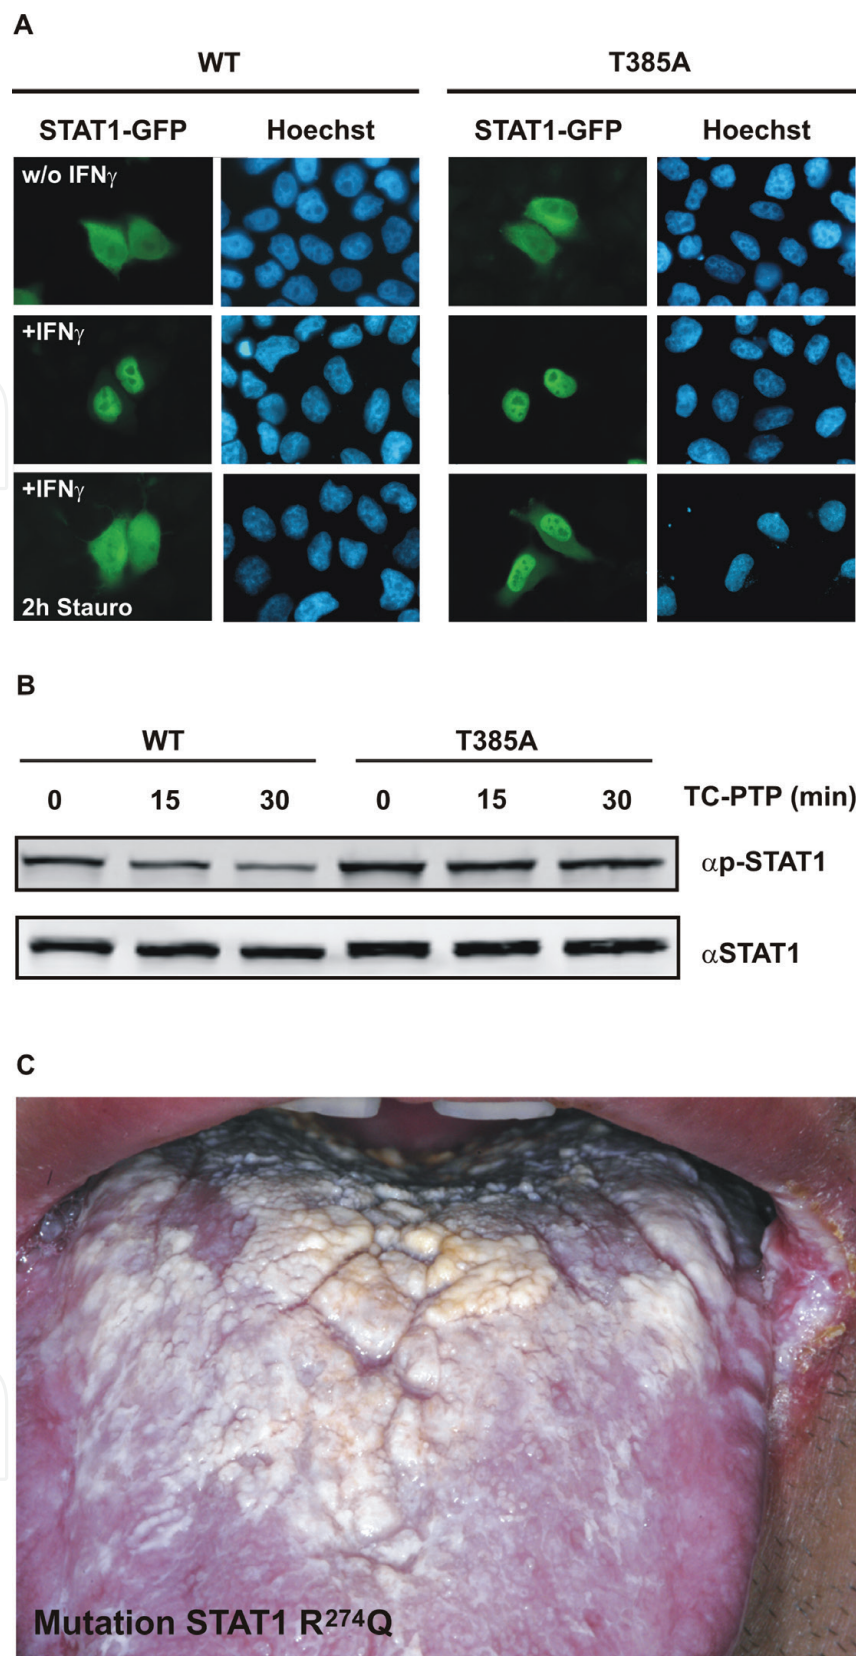 A
WT T385A
STAT1-GFP Hoechst STAT1-GFP Hoechst
w/o IFNγ
+IFNγ
+IFNγ
2h Stauro
B
WT T385A
0 15 30 0 15 30 TC-PTP (min)
αp-STAT1
αSTAT1
C
Mutation STAT1 R²⁷⁴Q